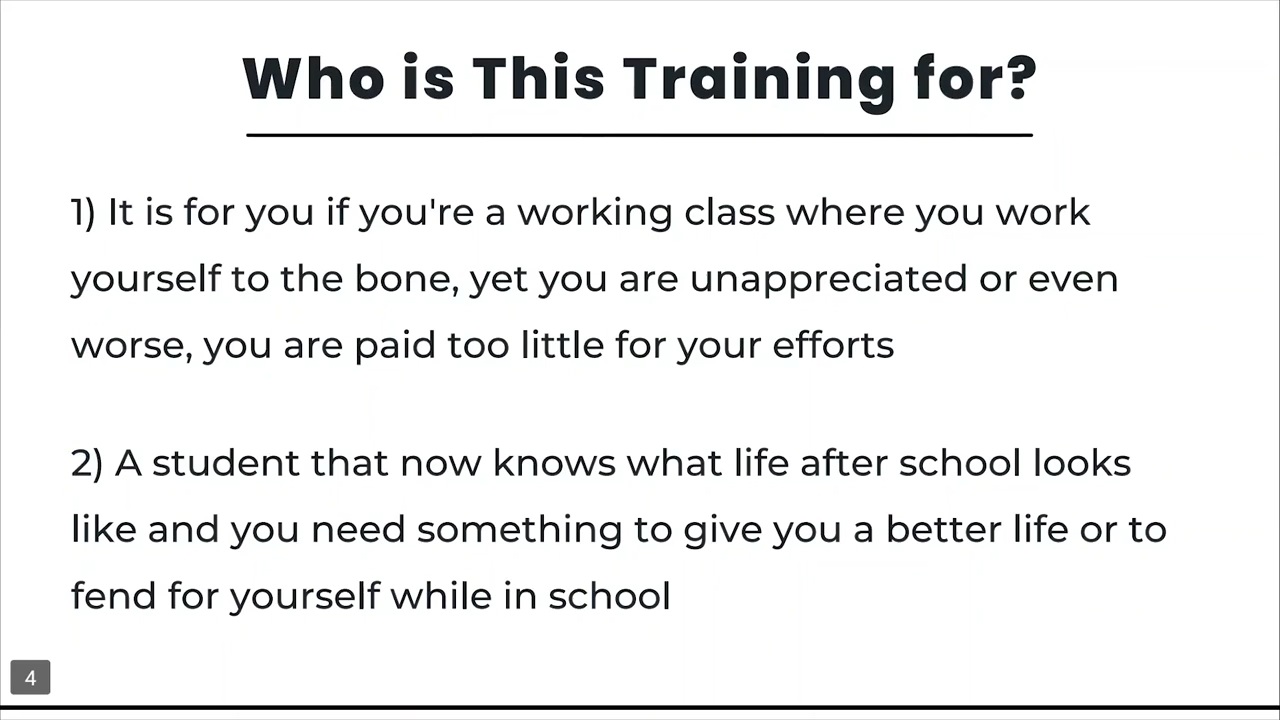 Who is This Training for?
1) It is for you if you're a working class where you work
yourself to the bone, yet you are unappreciated or even
worse, you are paid too little for your efforts
2) A student that now knows what life after school looks
like and you need something to give you a better life or to
fend for yourself while in school
4